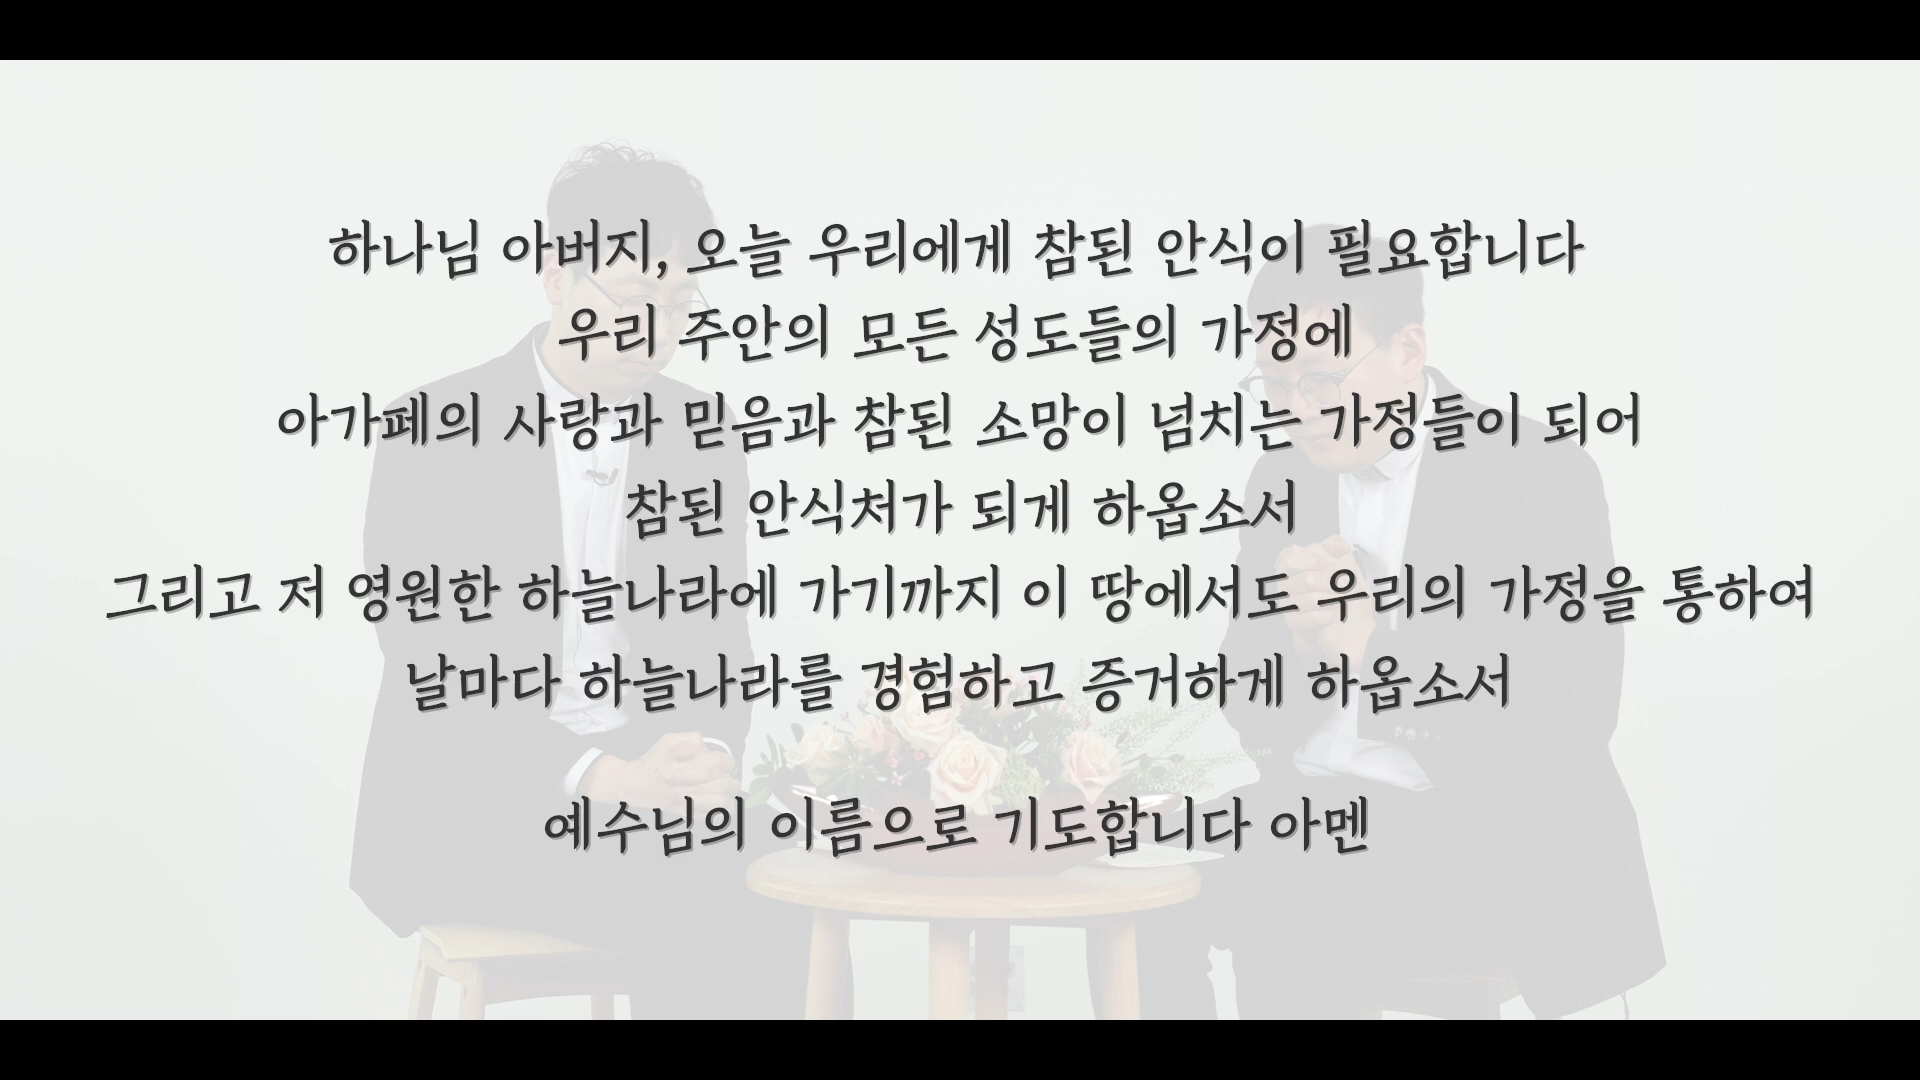 하나님 아버지, 오늘 우리에게 참된 안식이 필요합니다
우리 주안의 모든 성도들의 가정에
아가페의 사랑과 믿음과 참된 소망이 넘치는 가정들이 되어
참된 안식처가 되게 하옵소서
그리고 저 영원한 하늘나라에 가기까지 이 땅에서도 우리의 가정을 통하여
날마다 하늘나라를 경험하고 증거하게 하옵소서
예수님의 이름으로 기도합니다 아멘